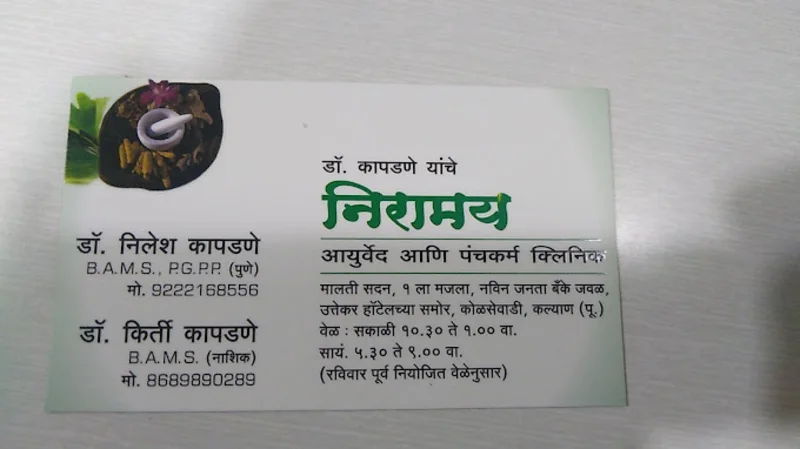 डॉ. निलेश कापडणे
B.A.M.S., P.G.P.P. (पुणे)
मो. 9222168556
डॉ. किर्ती कापडणे
B.A.M.S. (नाशिक)
मो. 8689890289
डॉ. कापडणे यांचे
निरामय
आयुर्वेद आणि पंचकर्म क्लिनिक
मालती सदन, १ ला मजला, नविन जनता बँके जवळ,
उत्तेकर हॉटेलच्या समोर, कोळसेवाडी, कल्याण (पू.)
वेळ : सकाळी १०.३० ते १.०० वा.
सायं. ५.३० ते ९.०० वा.
(रविवार पूर्व नियोजित वेळेनुसार)